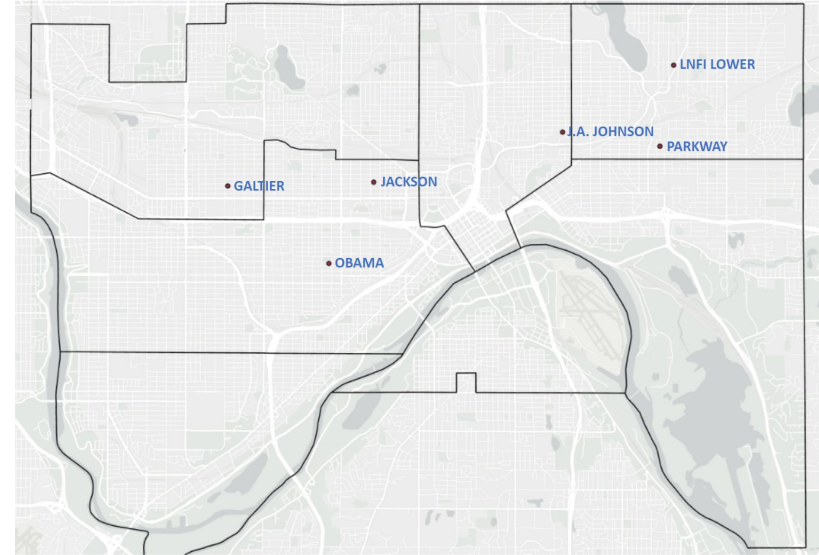 LNFI LOWER
J.A. JOHNSON
PARKWAY
GALTIER
JACKSON
OBAMA